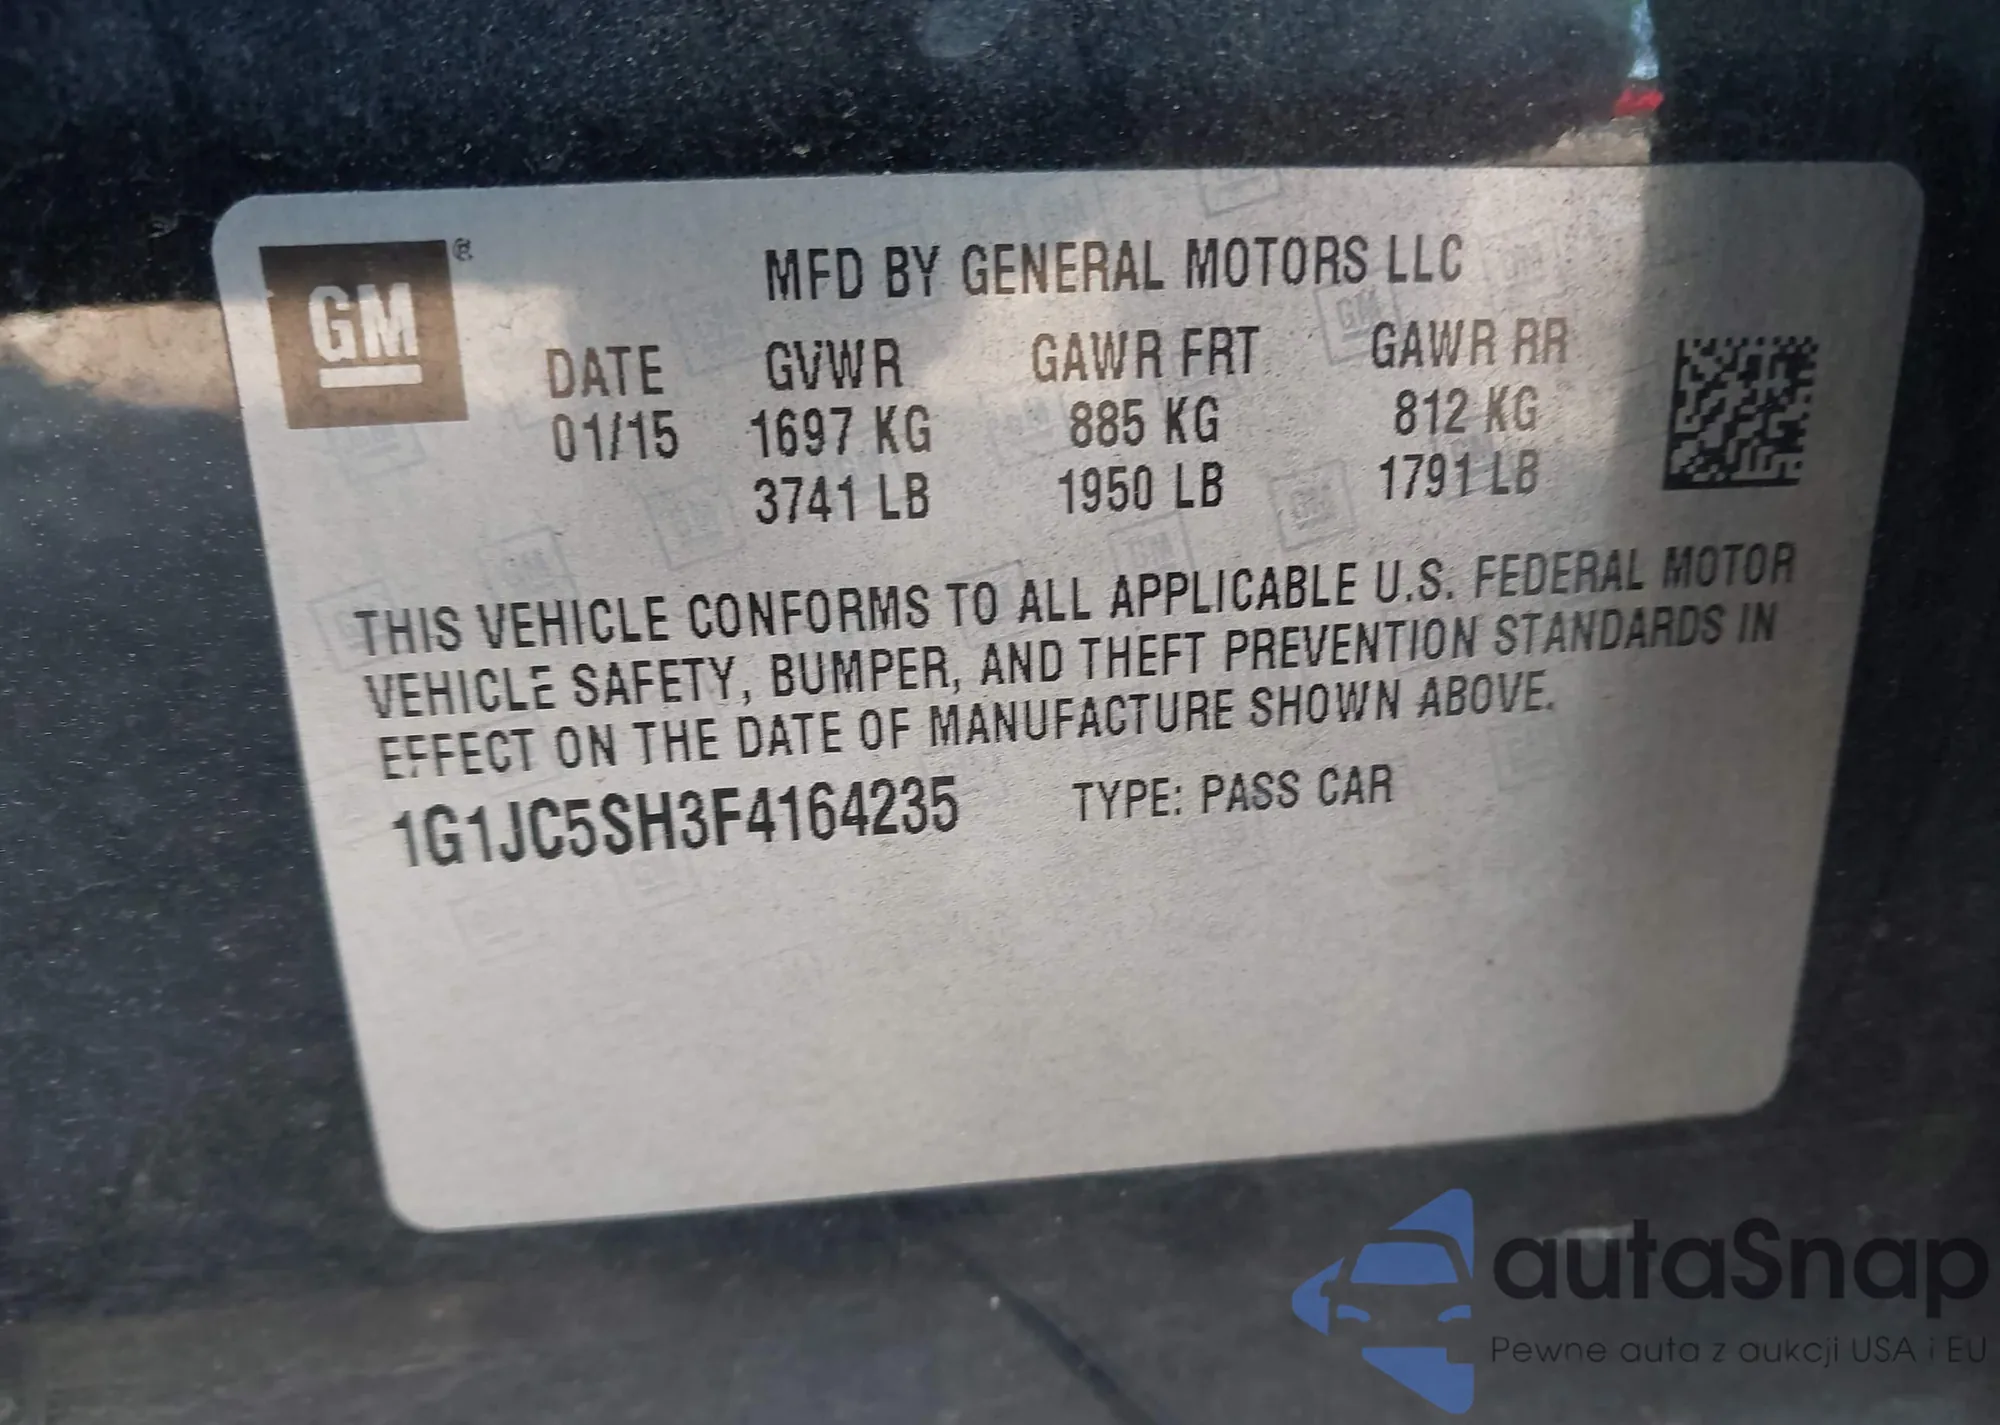 GM®
MFD BY GENERAL MOTORS LLC
DATE GVWR GAWR FRT GAWR RR
01/15 1697 KG 885 KG 812 KG
3741 LB 1950 LB 1791 LB
THIS VEHICLE CONFORMS TO ALL APPLICABLE U.S. FEDERAL MOTOR
VEHICLE SAFETY, BUMPER, AND THEFT PREVENTION STANDARDS IN
EFFECT ON THE DATE OF MANUFACTURE SHOWN ABOVE.
1G1JC5SH3F4164235 TYPE: PASS CAR
autaSnap
Pewne auta z aukcji USA i EU